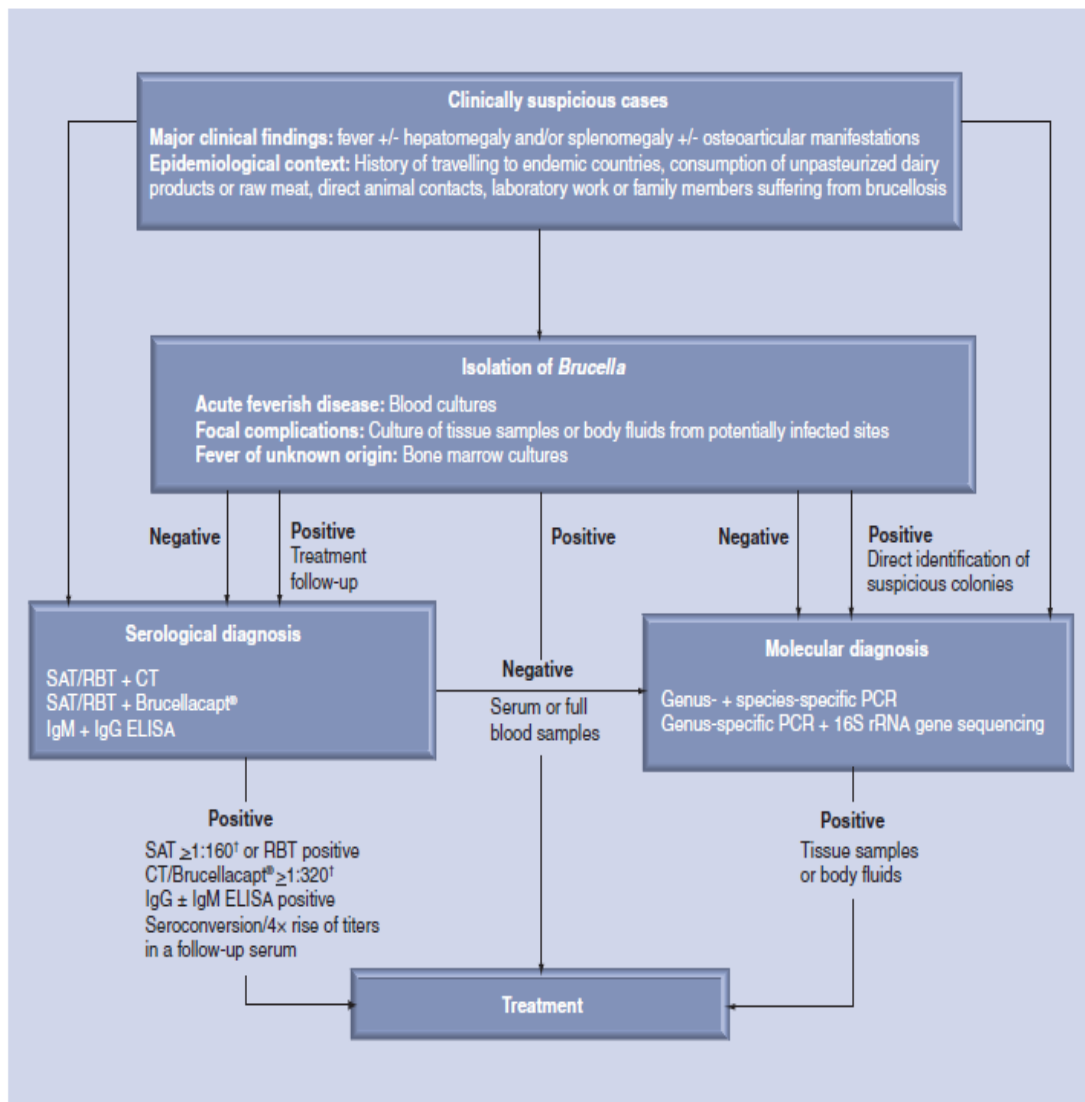 Clinically suspicious cases
Major clinical findings: fever +/- hepatomegaly and/or splenomegaly +/- osteoarticular manifestations
Epidemiological context: History of travelling to endemic countries, consumption of unpasteurized dairy
products or raw meat, direct animal contacts, laboratory work or family members suffering from brucellosis
Isolation of Brucella
Acute feverish disease: Blood cultures
Focal complications: Culture of tissue samples or body fluids from potentially infected sites
Fever of unknown origin: Bone marrow cultures
Negative
Positive
Treatment
follow-up
Positive
Negative
Positive
Direct identification of
suspicious colonies
Serological diagnosis
SAT/RBT + CT
SAT/RBT + Brucellacapt®
IgM + IgG ELISA
Negative
Serum or full
blood samples
Molecular diagnosis
Genus- + species-specific PCR
Genus-specific PCR + 16S rRNA gene sequencing
Positive
SAT ≥1:160† or RBT positive
CT/Brucellacapt® ≥1:320†
IgG ± IgM ELISA positive
Seroconversion/4× rise of titers
in a follow-up serum
Positive
Tissue samples
or body fluids
Treatment